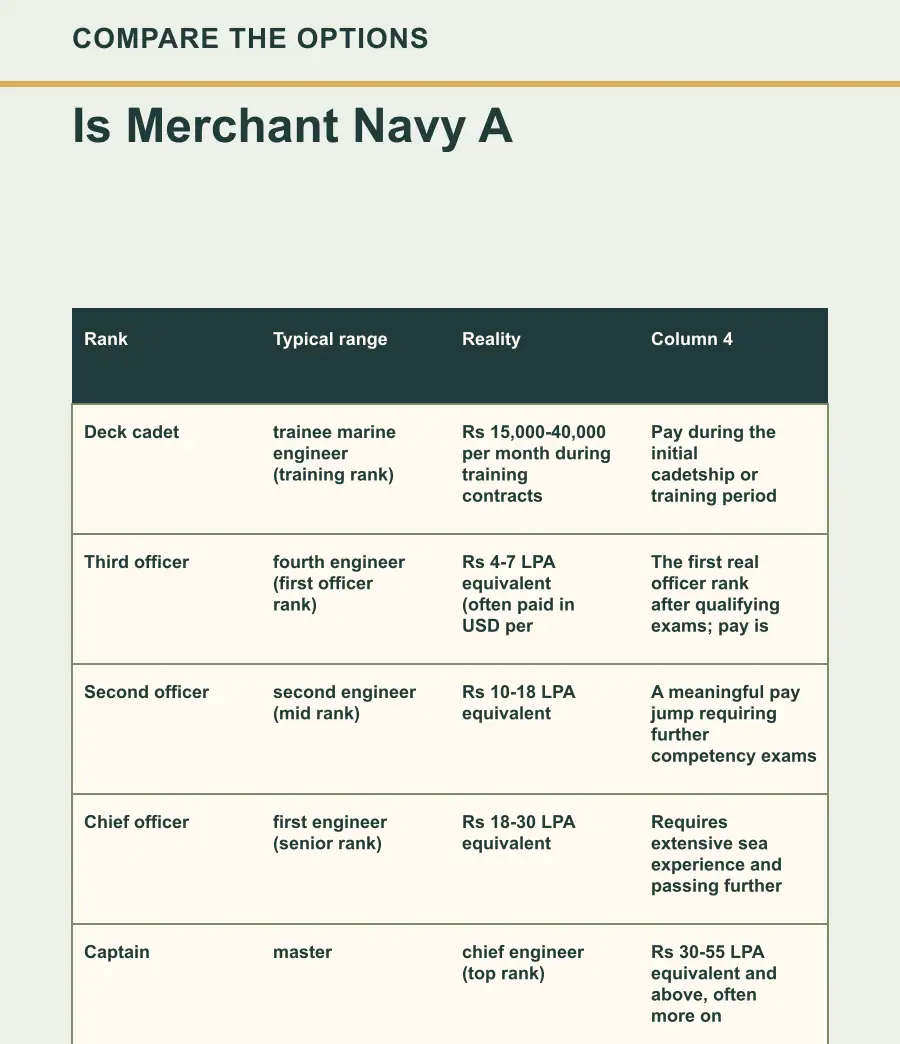 COMPARE THE OPTIONS
Is Merchant Navy A
Rank
Typical range
Reality
Column 4
Deck cadet
trainee marine
engineer
(training rank)
Rs 15,000-40,000
per month during
training
contracts
Pay during the
initial
cadetship or
training period
Third officer
fourth engineer
(first officer
rank)
Rs 4-7 LPA
equivalent
(often paid in
USD per
The first real
officer rank
after qualifying
exams; pay is
Second officer
second engineer
(mid rank)
Rs 10-18 LPA
equivalent
A meaningful pay
jump requiring
further
competency exams
Chief officer
first engineer
(senior rank)
Rs 18-30 LPA
equivalent
Requires
extensive sea
experience and
passing further
Captain
master
chief engineer
(top rank)
Rs 30-55 LPA
equivalent and
above, often
more on